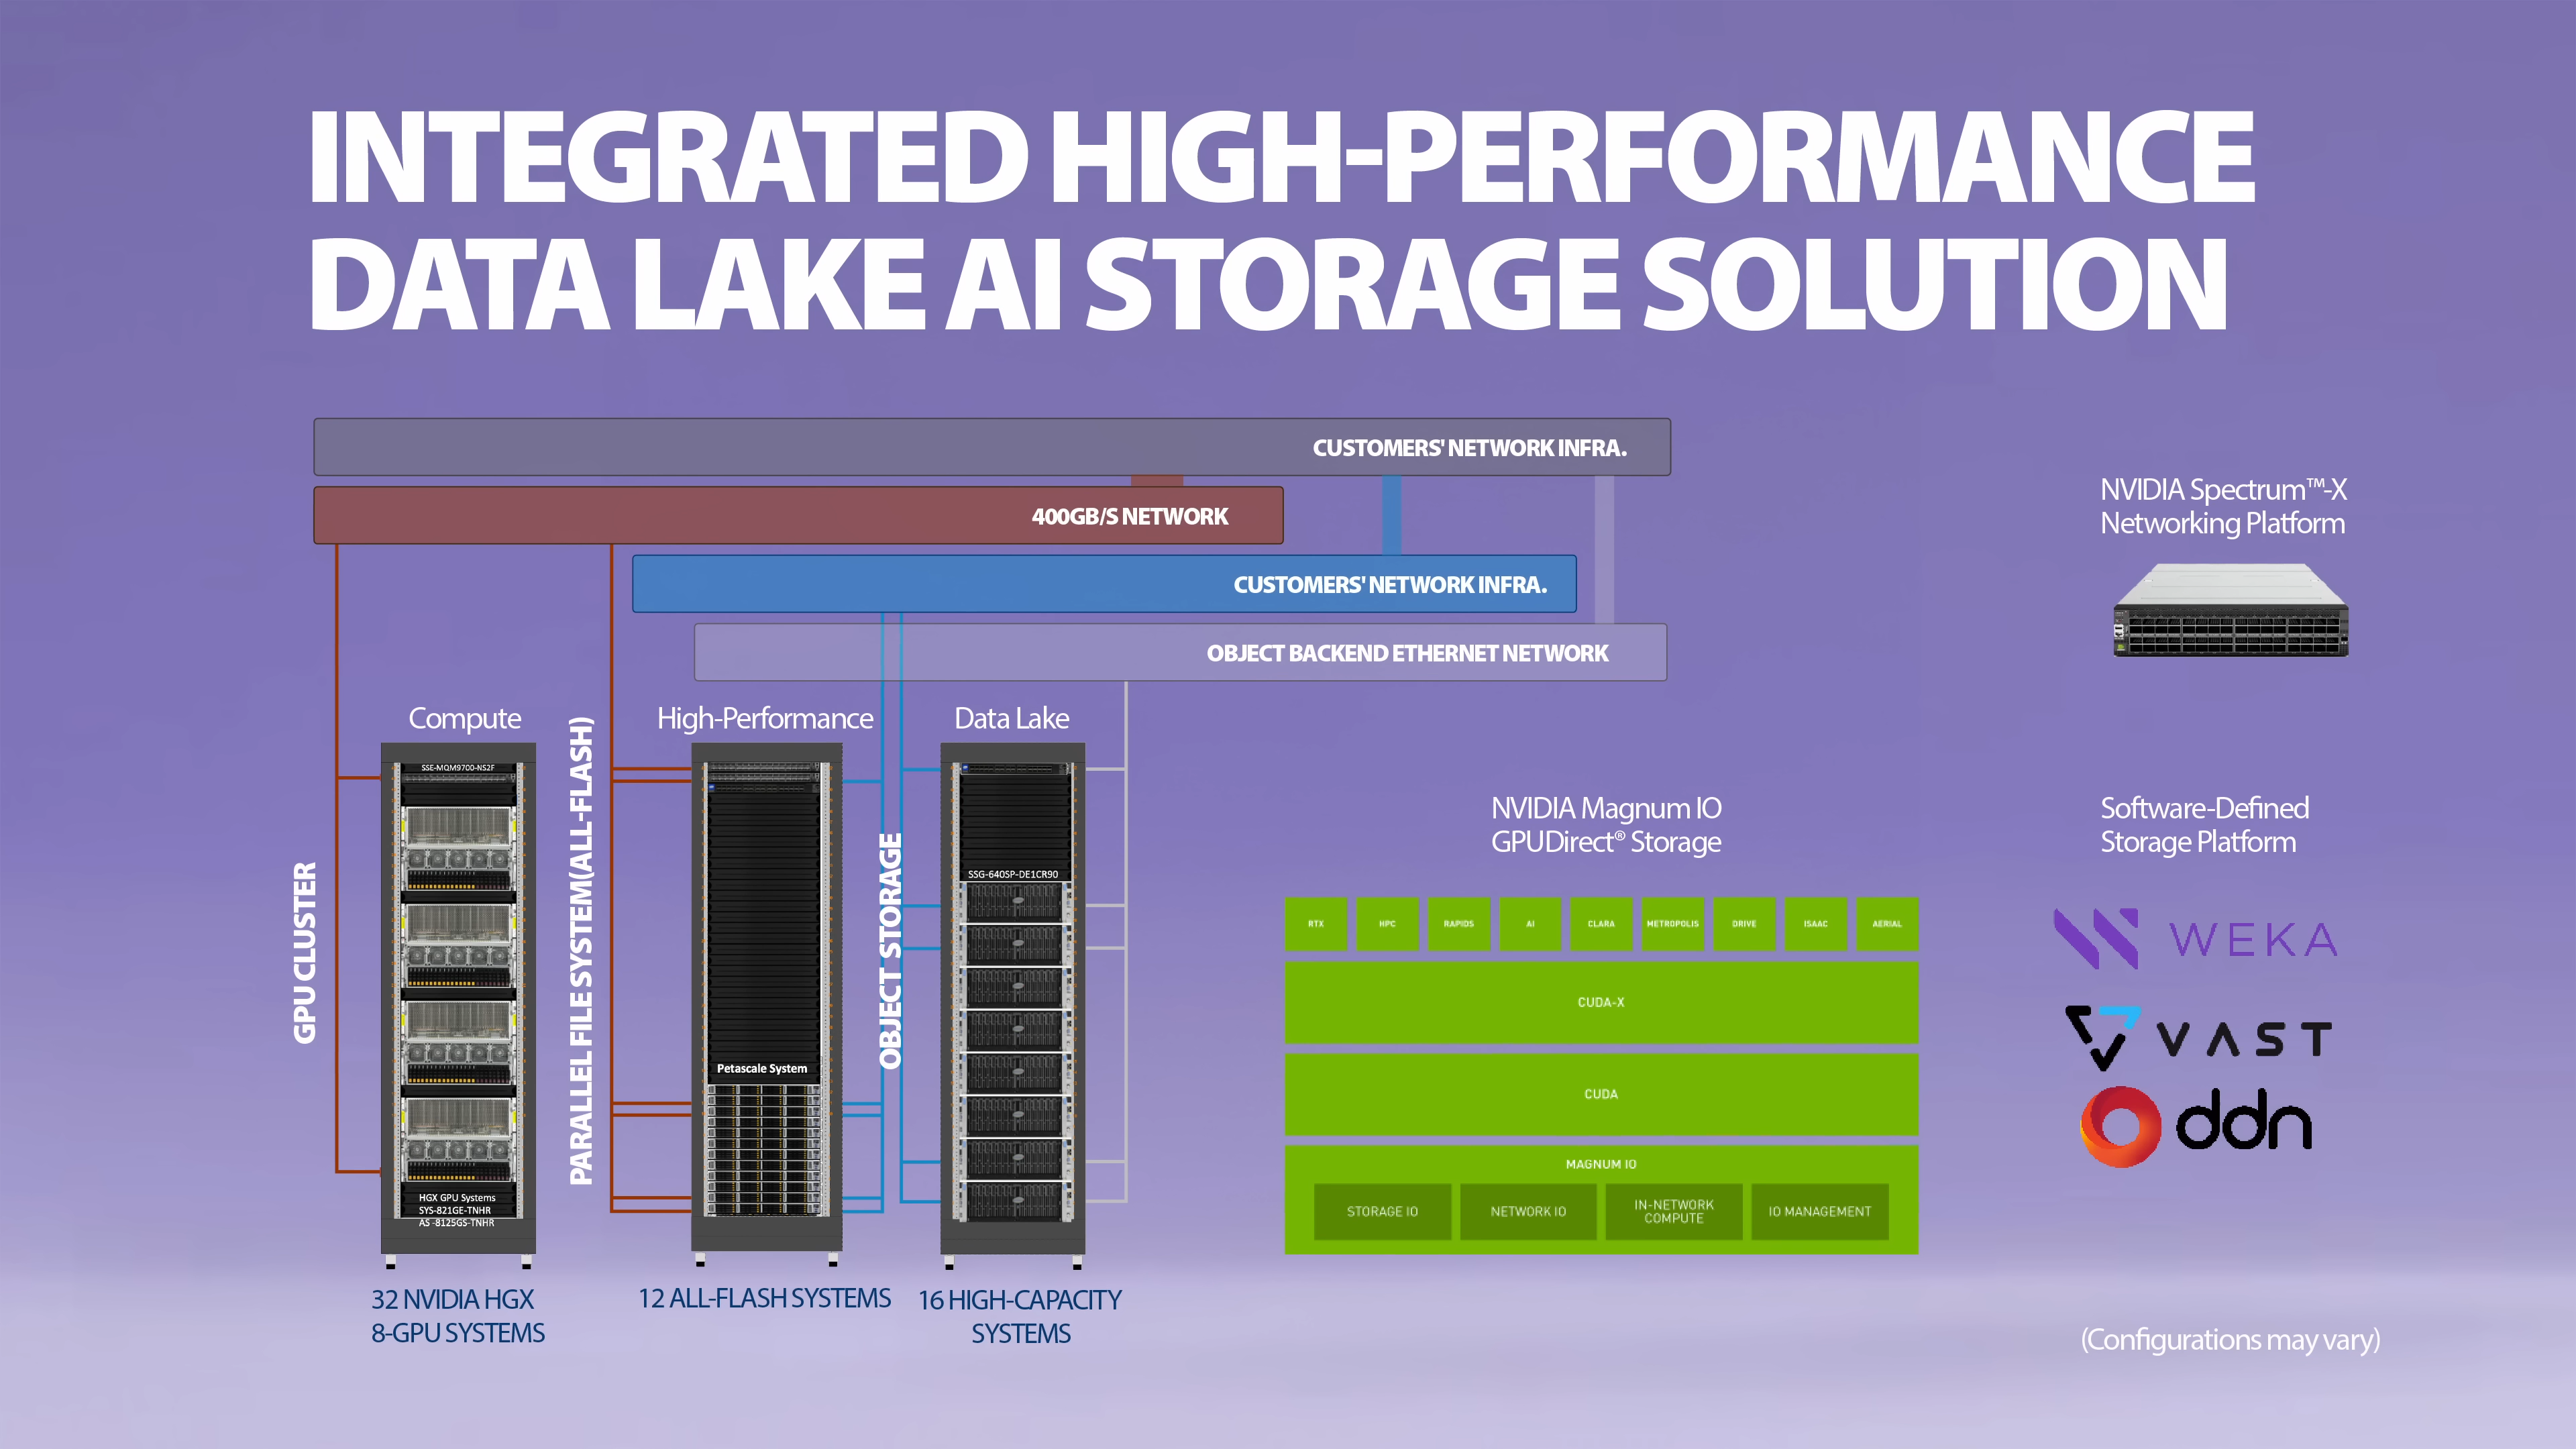 INTEGRATED HIGH-PERFORMANCE
DATA LAKE AI STORAGE SOLUTION
CUSTOMERS' NETWORK INFRA.
400GB/S NETWORK
CUSTOMERS' NETWORK INFRA.
OBJECT BACKEND ETHERNET NETWORK
GPU CLUSTER
Compute
SSE-MQM9700-NS2F
HGX GPU Systems
SYS-821GE-TNHR
AS -8125GS-TNHR
32 NVIDIA HGX
8-GPU SYSTEMS
PARALLEL FILE SYSTEM(ALL-FLASH)
High-Performance
Petascale System
12 ALL-FLASH SYSTEMS
OBJECT STORAGE
Data Lake
SSG-640SP-DE1CR90
16 HIGH-CAPACITY
SYSTEMS
NVIDIA Magnum IO
GPUDirect® Storage
RTX
HPC
RAPIDS
AI
CLARA
METROPOLIS
DRIVE
ISAAC
AERIAL
CUDA-X
CUDA
MAGNUM IO
STORAGE IO
NETWORK IO
IN-NETWORK
COMPUTE
IO MANAGEMENT
NVIDIA Spectrum™-X
Networking Platform
Software-Defined
Storage Platform
WEKA
VAST
ddn
(Configurations may vary)